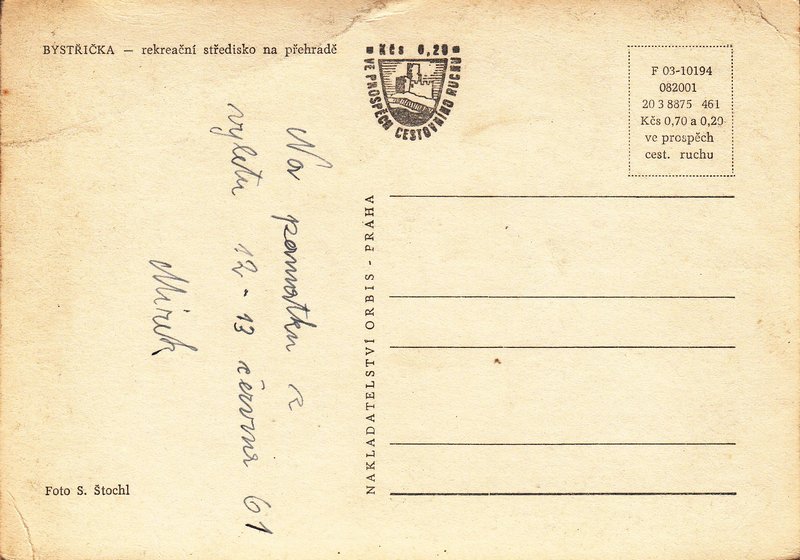 BYSTŘIČKA — rekreační středisko na přehradě
■ Kčs 0,20 ■
VE PROSPĚCH CESTOVNÍHO RUCHU
F 03-10194
082001
20 3 8875 461
Kčs 0,70 a 0,20
ve prospěch
cest. ruchu
Na pamatku z
vyletu 12 - 13 června 61
Mirek
NAKLADATELSTVÍ ORBIS - PRAHA
Foto S. Štochl